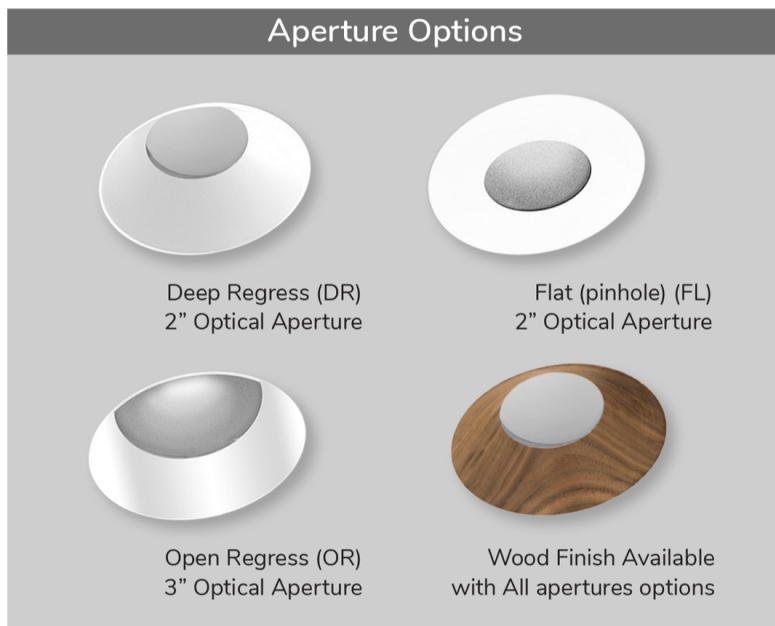 Aperture Options
Deep Regress (DR)
2” Optical Aperture
Flat (pinhole) (FL)
2” Optical Aperture
Open Regress (OR)
3” Optical Aperture
Wood Finish Available
with All apertures options